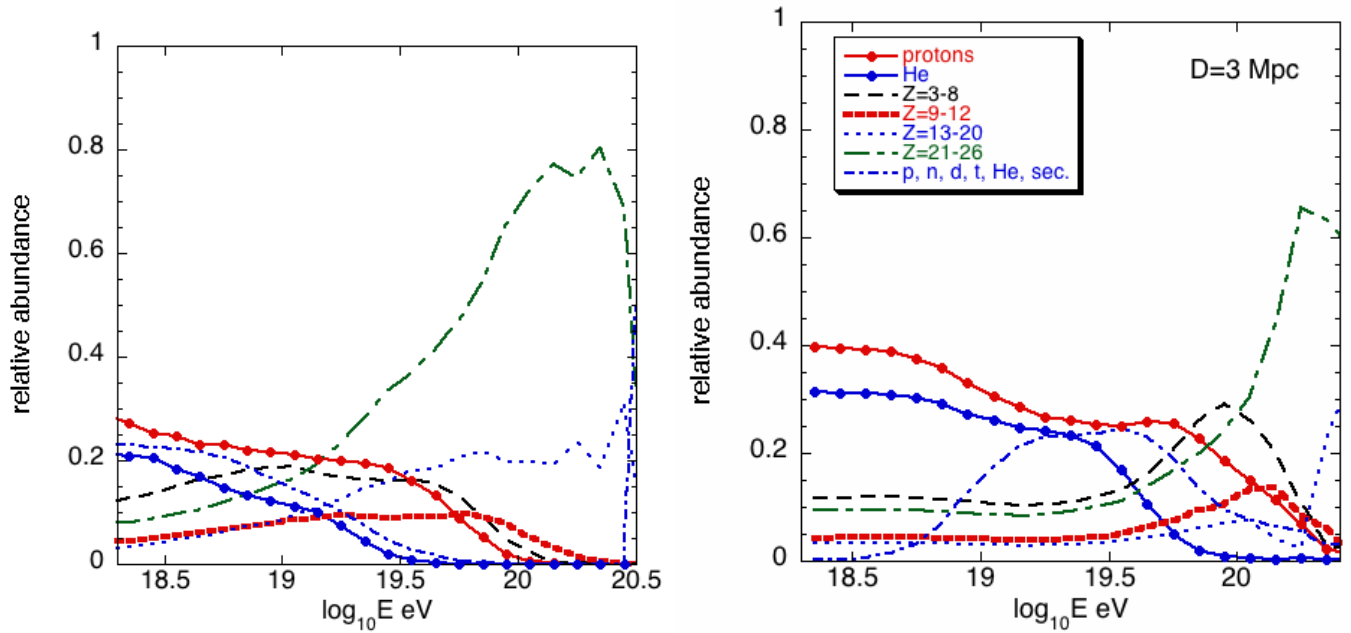 relative abundance
1
0.8
0.6
0.4
0.2
0
18.5 19 19.5 20 20.5
log10E eV
relative abundance
1
0.8
0.6
0.4
0.2
0
protons
He
Z=3-8
Z=9-12
Z=13-20
Z=21-26
p, n, d, t, He, sec.
D=3 Mpc
18.5 19 19.5 20
log10E eV